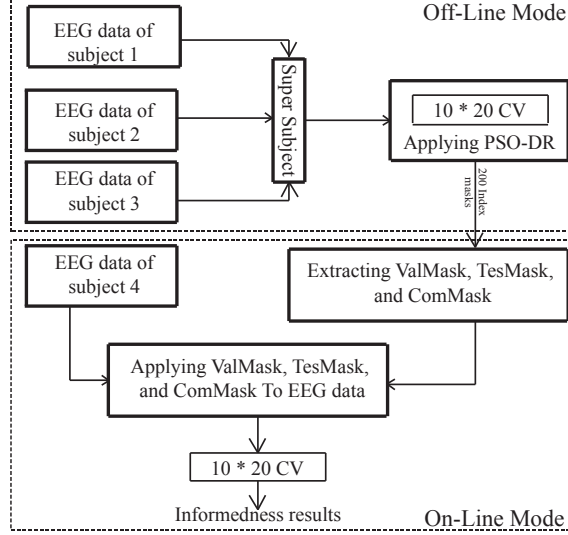 Off-Line Mode
EEG data of
subject 1
EEG data of
subject 2
EEG data of
subject 3
Super Subject
10 * 20 CV
Applying PSO-DR
200 Index
masks
EEG data of
subject 4
Extracting ValMask, TesMask,
and ComMask
Applying ValMask, TesMask,
and ComMask To EEG data
10 * 20 CV
Informedness results
On-Line Mode